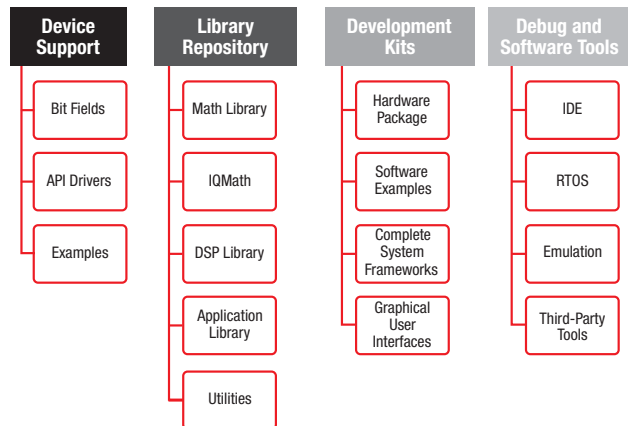 Device
Support
Bit Fields
API Drivers
Examples
Library
Repository
Math Library
IQMath
DSP Library
Application
Library
Utilities
Development
Kits
Hardware
Package
Software
Examples
Complete
System
Frameworks
Graphical
User
Interfaces
Debug and
Software Tools
IDE
RTOS
Emulation
Third-Party
Tools